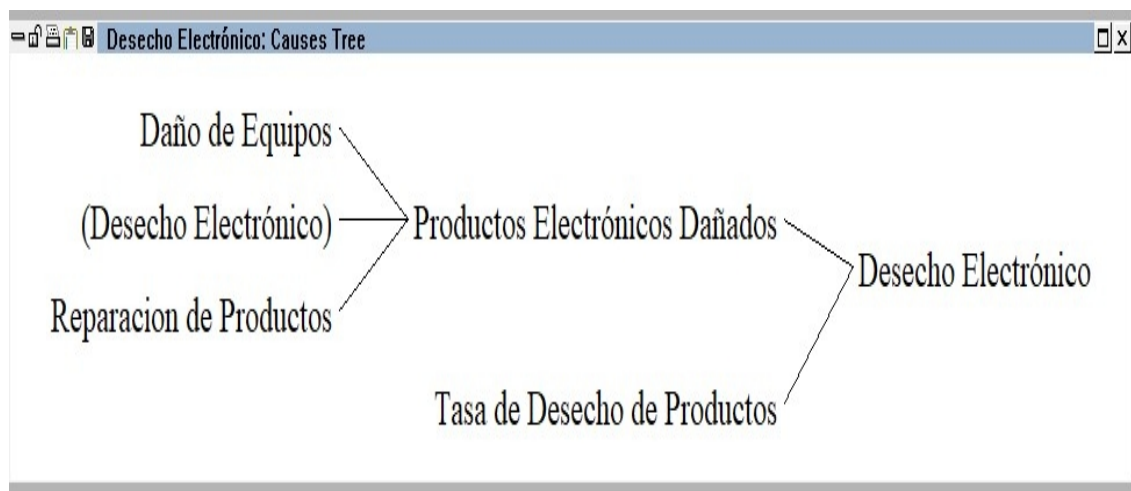 Desecho Electrónico: Causes Tree
Daño de Equipos
(Desecho Electrónico)
Productos Electrónicos Dañados
Desecho Electrónico
Reparacion de Productos
Tasa de Desecho de Productos